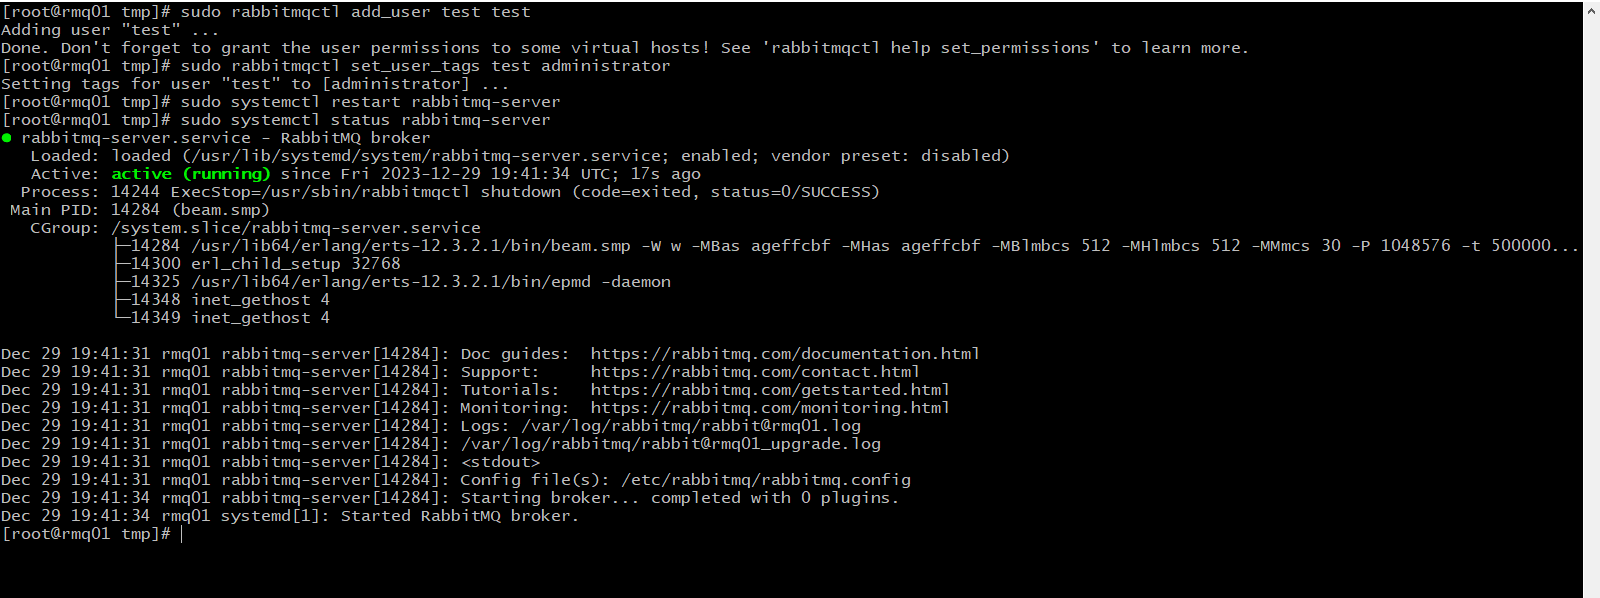 [root@rmq01 tmp]# sudo rabbitmqctl add_user test test
Adding user "test" ...
Done. Don't forget to grant the user permissions to some virtual hosts! See 'rabbitmqctl help set_permissions' to learn more.
[root@rmq01 tmp]# sudo rabbitmqctl set_user_tags test administrator
Setting tags for user "test" to [administrator] ...
[root@rmq01 tmp]# sudo systemctl restart rabbitmq-server
[root@rmq01 tmp]# sudo systemctl status rabbitmq-server
● rabbitmq-server.service - RabbitMQ broker
   Loaded: loaded (/usr/lib/systemd/system/rabbitmq-server.service; enabled; vendor preset: disabled)
   Active: active (running) since Fri 2023-12-29 19:41:34 UTC; 17s ago
  Process: 14244 ExecStop=/usr/sbin/rabbitmqctl shutdown (code=exited, status=0/SUCCESS)
 Main PID: 14284 (beam.smp)
   CGroup: /system.slice/rabbitmq-server.service
           ├─14284 /usr/lib64/erlang/erts-12.3.2.1/bin/beam.smp -W w -MBas ageffcbf -MHas ageffcbf -MBlmbcs 512 -MHlmbcs 512 -MMmcs 30 -P 1048576 -t 500000...
           ├─14300 erl_child_setup 32768
           ├─14325 /usr/lib64/erlang/erts-12.3.2.1/bin/epmd -daemon
           ├─14348 inet_gethost 4
           └─14349 inet_gethost 4
Dec 29 19:41:31 rmq01 rabbitmq-server[14284]: Doc guides:  https://rabbitmq.com/documentation.html
Dec 29 19:41:31 rmq01 rabbitmq-server[14284]: Support:     https://rabbitmq.com/contact.html
Dec 29 19:41:31 rmq01 rabbitmq-server[14284]: Tutorials:   https://rabbitmq.com/getstarted.html
Dec 29 19:41:31 rmq01 rabbitmq-server[14284]: Monitoring:  https://rabbitmq.com/monitoring.html
Dec 29 19:41:31 rmq01 rabbitmq-server[14284]: Logs: /var/log/rabbitmq/rabbit@rmq01.log
Dec 29 19:41:31 rmq01 rabbitmq-server[14284]: /var/log/rabbitmq/rabbit@rmq01_upgrade.log
Dec 29 19:41:31 rmq01 rabbitmq-server[14284]: <stdout>
Dec 29 19:41:31 rmq01 rabbitmq-server[14284]: Config file(s): /etc/rabbitmq/rabbitmq.config
Dec 29 19:41:34 rmq01 rabbitmq-server[14284]: Starting broker... completed with 0 plugins.
Dec 29 19:41:34 rmq01 systemd[1]: Started RabbitMQ broker.
[root@rmq01 tmp]#